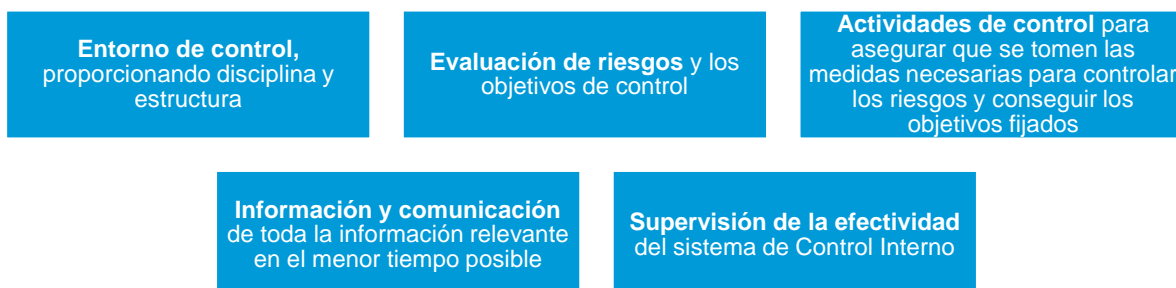 Entorno de control,
proporcionando disciplina y
estructura
Evaluación de riesgos y los
objetivos de control
Actividades de control para
asegurar que se tomen las
medidas necesarias para controlar
los riesgos y conseguir los
objetivos fijados
Información y comunicación
de toda la información relevante
en el menor tiempo posible
Supervisión de la efectividad
del sistema de Control Interno